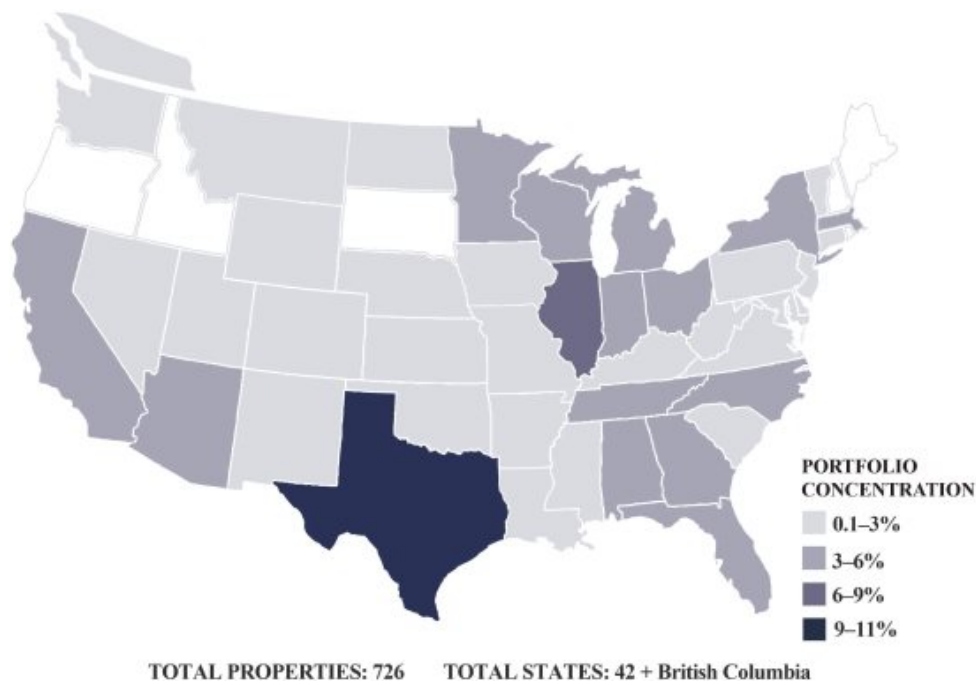 PORTFOLIO
CONCENTRATION
0.1–3%
3–6%
6–9%
9–11%
TOTAL PROPERTIES: 726 TOTAL STATES: 42 + British Columbia